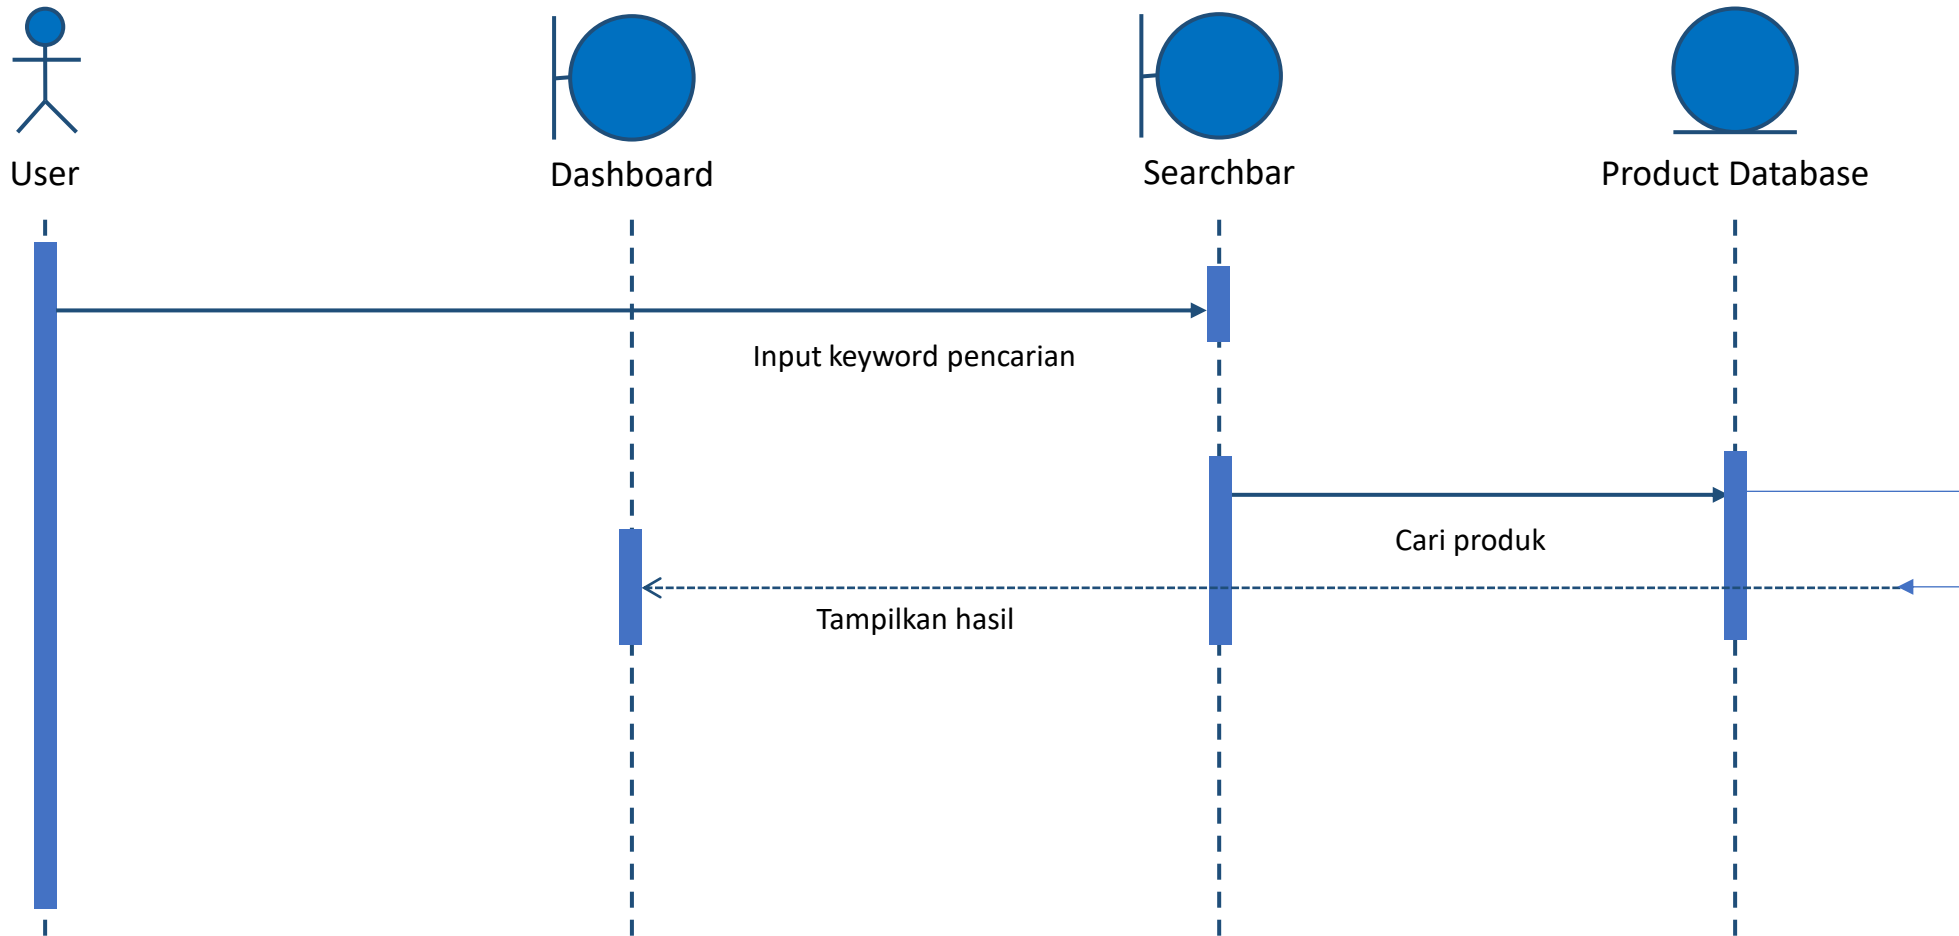 User
Dashboard
Searchbar
Product Database
Input keyword pencarian
Cari produk
Tampilkan hasil